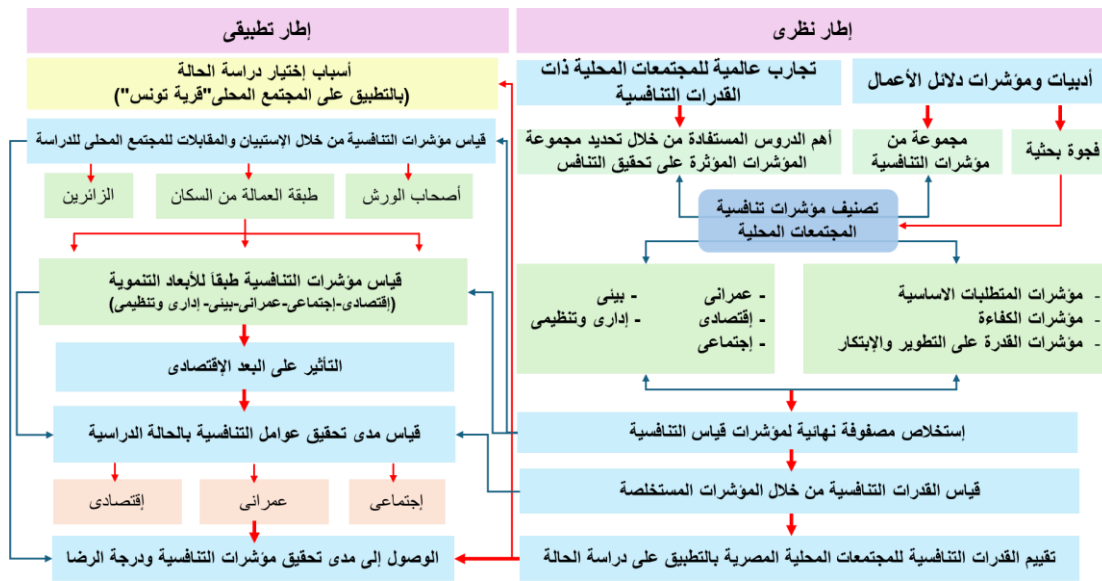 إطار نظرى
تجارب عالمية للمجتمعات المحلية ذات
القدرات التنافسية
أدبيات ومؤشرات دلائل الأعمال
أهم الدروس المستفادة من خلال تحديد مجموعة
المؤشرات المؤثرة على تحقيق التنافس
مجموعة من
مؤشرات التنافسية
فجوة بحثية
تصنيف مؤشرات تنافسية
المجتمعات المحلية
- مؤشرات المتطلبات الاساسية
- مؤشرات الكفاءة
- مؤشرات القدرة على التطوير والإبتكار
- عمرانى
- إقتصادى
- إجتماعى
- بيئى
- إدارى وتنظيمى
إستخلاص مصفوفة نهائية لمؤشرات قياس التنافسية
قياس القدرات التنافسية من خلال المؤشرات المستخلصة
تقييم القدرات التنافسية للمجتمعات المحلية المصرية بالتطبيق على دراسة الحالة
إطار تطبيقى
أسباب إختيار دراسة الحالة
(بالتطبيق على المجتمع المحلى"قرية تونس")
قياس مؤشرات التنافسية من خلال الإستبيان والمقابلات للمجتمع المحلى للدراسة
أصحاب الورش
طبقة العمالة من السكان
الزائرين
قياس مؤشرات التنافسية طبقاً للأبعاد التنموية
(إقتصادى-إجتماعى-عمرانى-بيئى- إدارى وتنظيمى)
التأثير على البعد الإقتصادى
قياس مدى تحقيق عوامل التنافسية بالحالة الدراسية
إجتماعى
عمرانى
إقتصادى
الوصول إلى مدى تحقيق مؤشرات التنافسية ودرجة الرضا